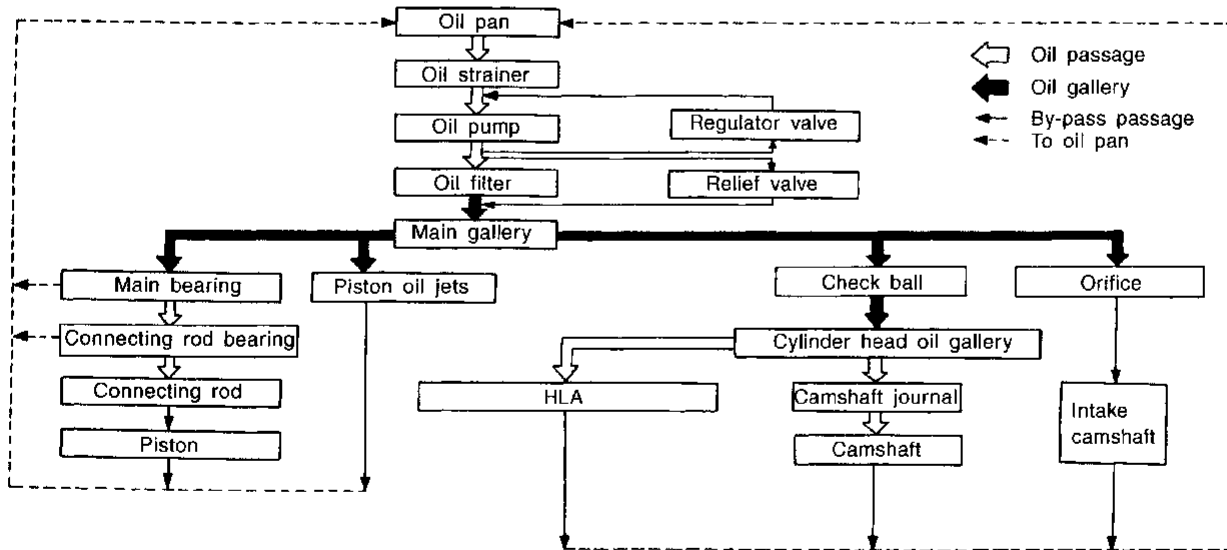 Oil pan
Oil passage
Oil strainer
Oil gallery
Oil pump
Regulator valve
By-pass passage
To oil pan
Oil filter
Relief valve
Main gallery
Main bearing
Piston oil jets
Check ball
Orifice
Connecting rod bearing
Cylinder head oil gallery
Connecting rod
HLA
Camshaft journal
Intake
camshaft
Piston
Camshaft